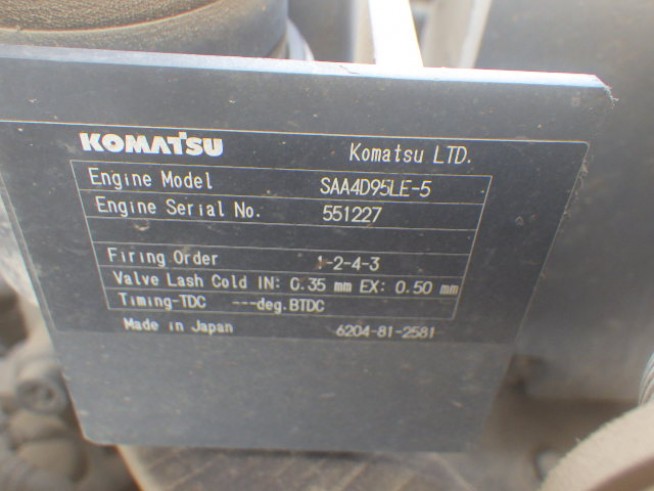 KOMATSU Komatsu LTD.
Engine Model SAA4D95LE-5
Engine Serial No. 551227
Firing Order 1-2-4-3
Valve Lash Cold IN: 0.35 mm EX: 0.50 mm
Timing-TDC ---deg.BTDC
Made in Japan 6204-81-2581